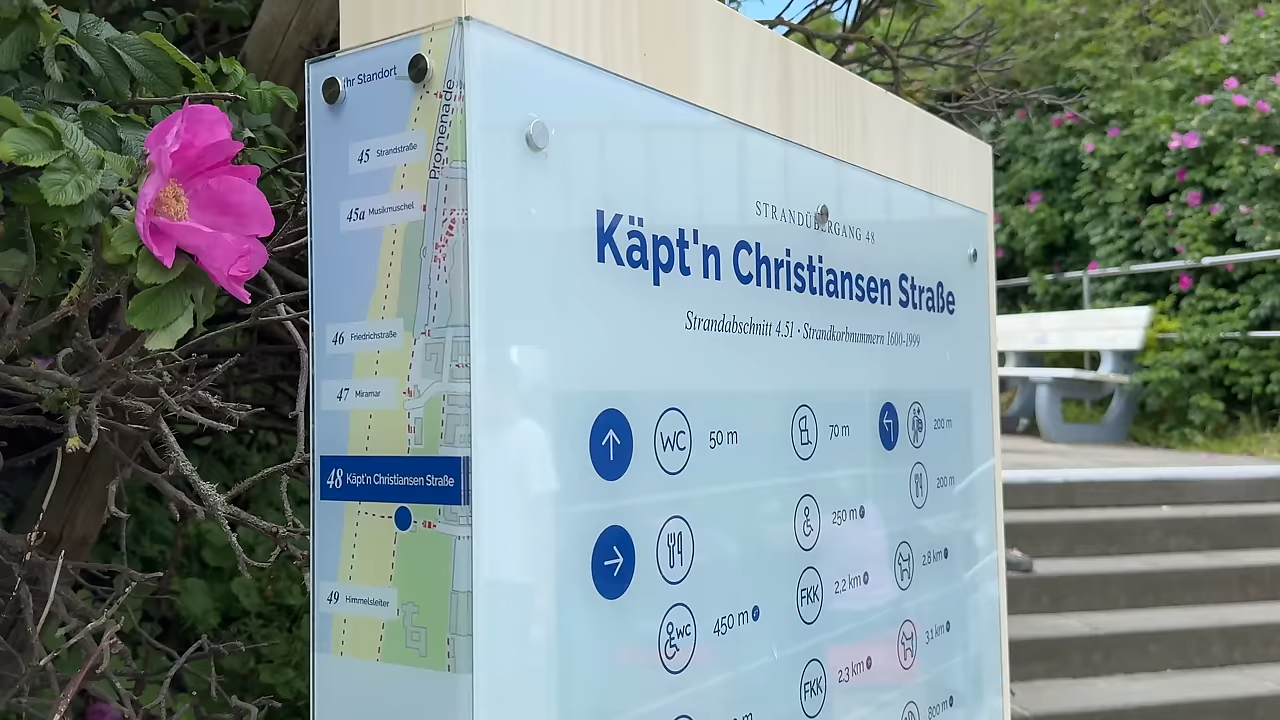 Ihr Standort
Promenade
45 Strandstraße
45a Musikmuschel
46 Friedrichstraße
47 Miramar
48 Käpt'n Christiansen Straße
49 Himmelsleiter
STRANDÜBERGANG 48
Käpt'n Christiansen Straße
Strandabschnitt 4.51 · Strandkorbnummern 1600-1999
WC 50 m
70 m
200 m
200 m
250 m
2,8 km
FKK 2,2 km
WC 450 m
3,1 km
FKK 2,3 km
800 m
m